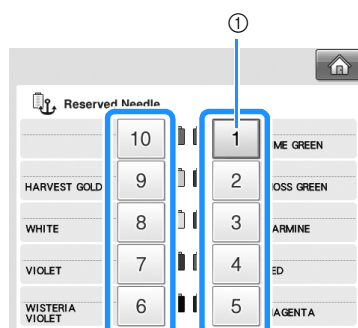 ①
Reserved Needle
10 1 ME GREEN
HARVEST GOLD 9 2 OSS GREEN
WHITE 8 3 ARMINE
VIOLET 7 4 ED
WISTERIA
VIOLET 6 5 AGENTA